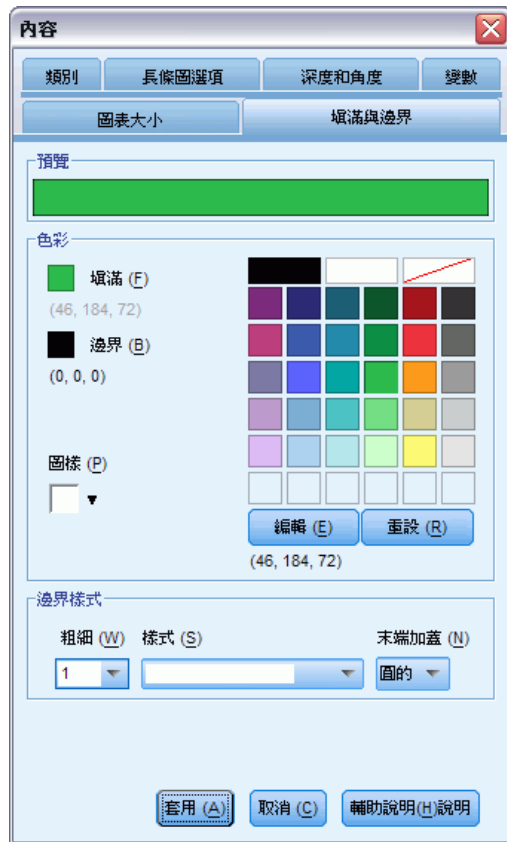 內容
類別 長條圖選項 深度和角度 變數
圖表大小 填滿與邊界
預覽
色彩
填滿 (F)
(46, 184, 72)
邊界 (B)
(0, 0, 0)
圖樣 (P)
編輯 (E) 重設 (R)
(46, 184, 72)
邊界樣式
粗細 (W) 樣式 (S) 末端加蓋 (N)
1 圓的
套用 (A) 取消 (C) 輔助說明(H)說明